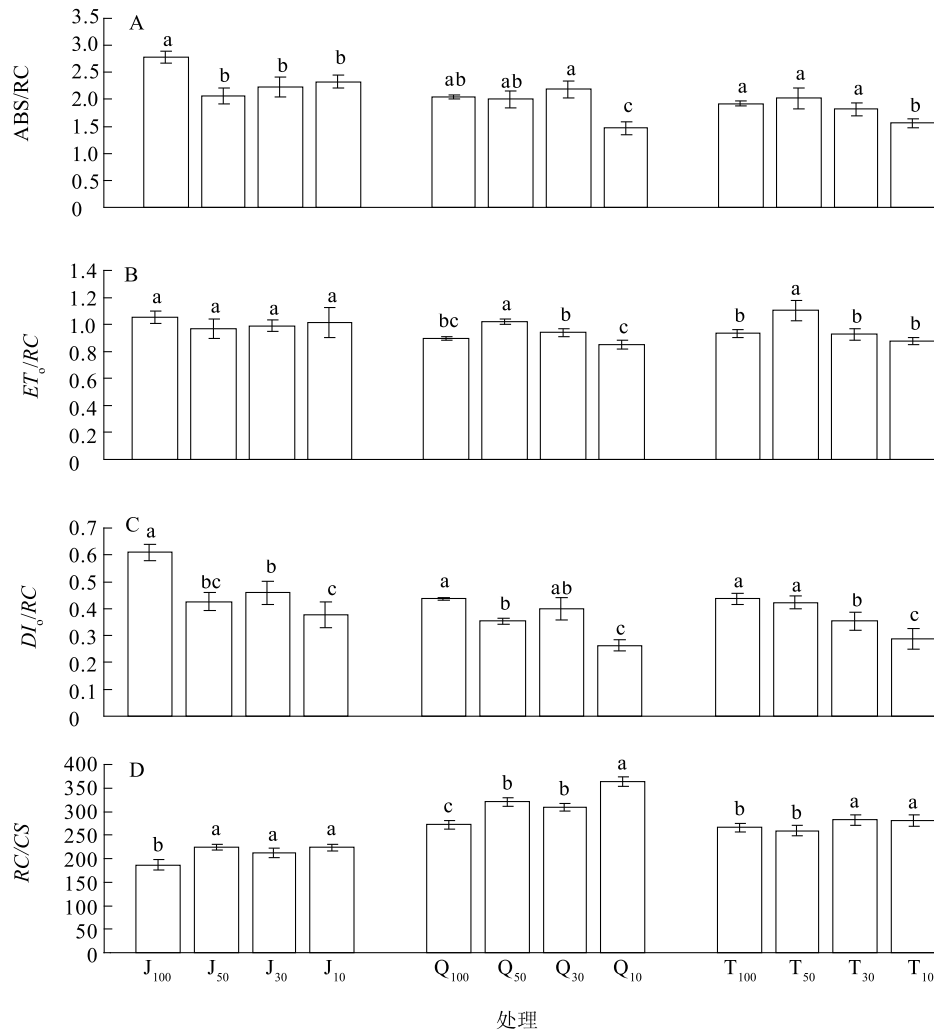 A
ABS/RC
3.5
3.0
2.5
2.0
1.5
1.0
0.5
0
a b b b ab ab a c a a a b
B
ETo/RC
1.4
1.2
1.0
0.8
0.6
0.4
0.2
0
a a a a bc a b c b a b b
C
DIo/RC
0.7
0.6
0.5
0.4
0.3
0.2
0.1
0
a bc b c a b ab c a a b c
D
RC/CS
400
350
300
250
200
150
100
50
0
b a a a c b b a b b a a
J100 J50 J30 J10 Q100 Q50 Q30 Q10 T100 T50 T30 T10
处理